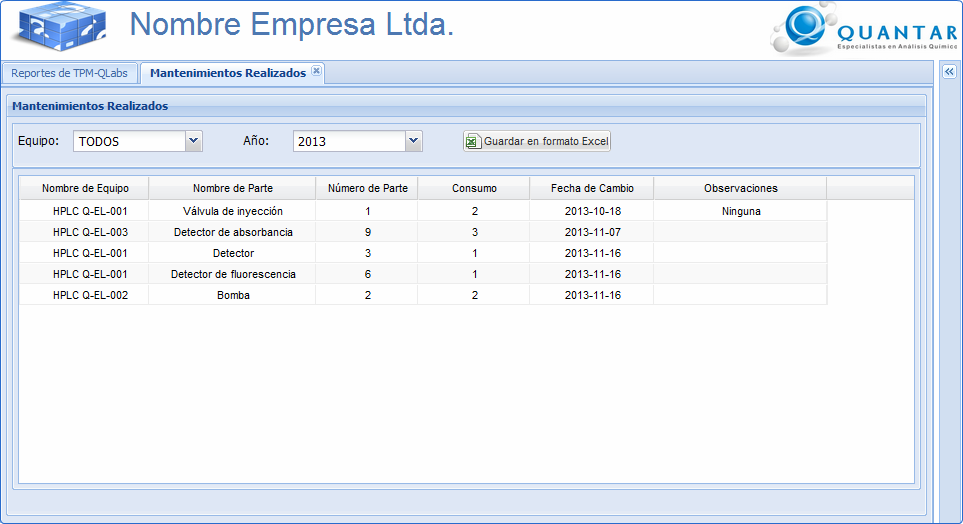 Nombre Empresa Ltda.
QUANTAR
Especialistas en Análisis Químico
Reportes de TPM-QLabs
Mantenimientos Realizados
Mantenimientos Realizados
Equipo: TODOS Año: 2013 Guardar en formato Excel
Nombre de Equipo Nombre de Parte Número de Parte Consumo Fecha de Cambio Observaciones
HPLC Q-EL-001 Válvula de inyección 1 2 2013-10-18 Ninguna
HPLC Q-EL-003 Detector de absorbancia 9 3 2013-11-07
HPLC Q-EL-001 Detector 3 1 2013-11-16
HPLC Q-EL-001 Detector de fluorescencia 6 1 2013-11-16
HPLC Q-EL-002 Bomba 2 2 2013-11-16